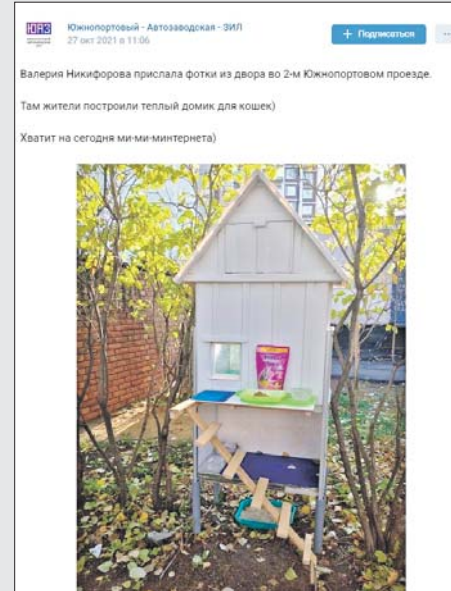 ЮАЗ
Южнопортовый - Автозаводская - ЗИЛ
27 окт 2021 в 11:06
+ Подписаться
Валерия Никифорова прислала фотки из двора во 2-м Южнопортовом проезде.
Там жители построили теплый домик для кошек)
Хватит на сегодня ми-ми-минтернета)